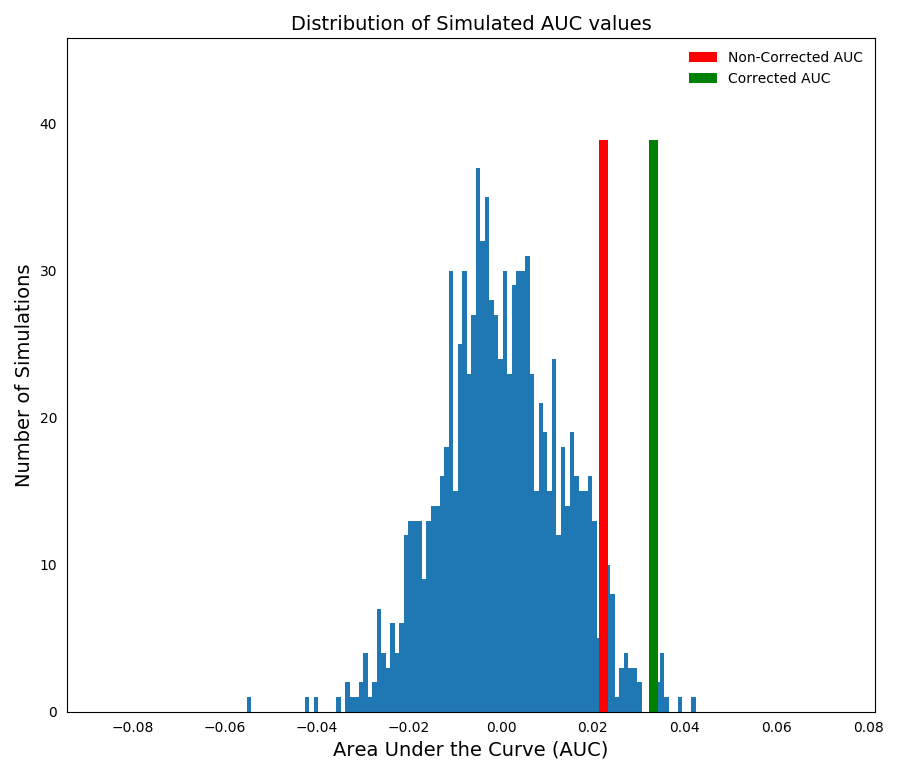 Distribution of Simulated AUC values
Non-Corrected AUC
Corrected AUC
40
30
20
10
0
Number of Simulations
−0.08 −0.06 −0.04 −0.02 0.00 0.02 0.04 0.06 0.08
Area Under the Curve (AUC)